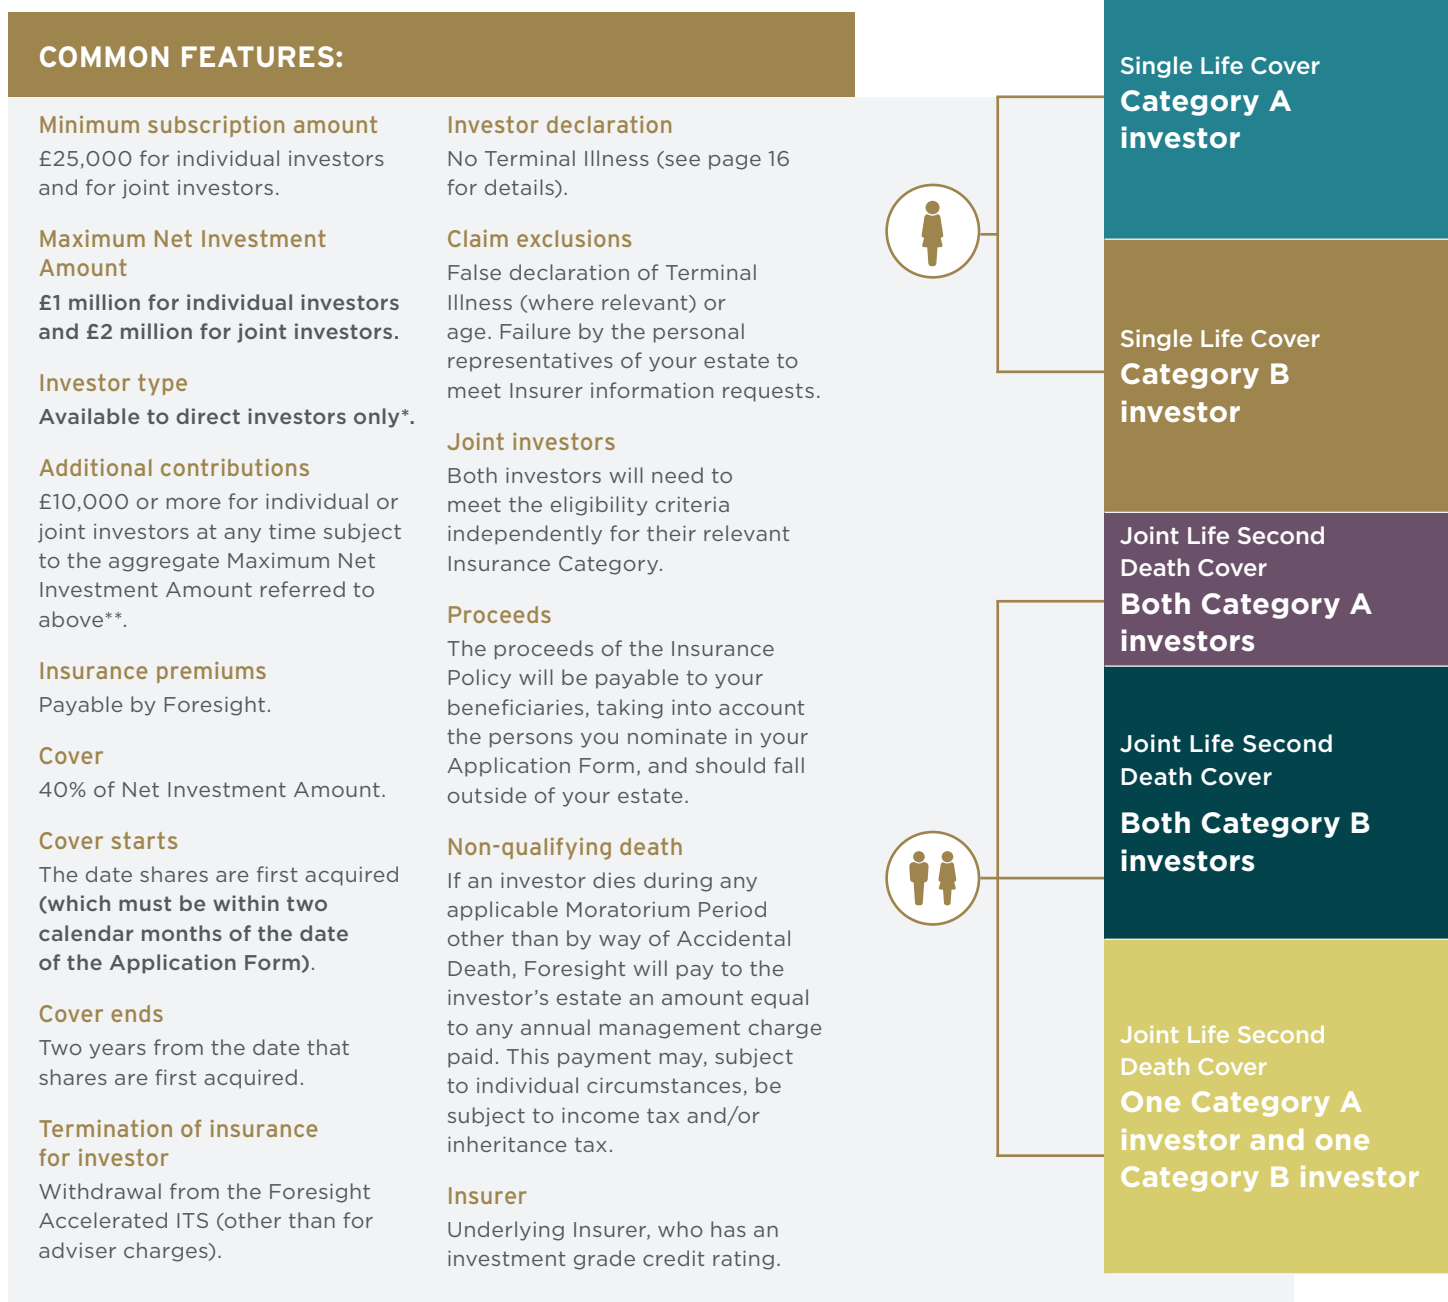 COMMON FEATURES:
Minimum subscription amount
£25,000 for individual investors
and for joint investors.
Maximum Net Investment
Amount
£1 million for individual investors
and £2 million for joint investors.
Investor type
Available to direct investors only*.
Additional contributions
£10,000 or more for individual or
joint investors at any time subject
to the aggregate Maximum Net
Investment Amount referred to
above**.
Insurance premiums
Payable by Foresight.
Cover
40% of Net Investment Amount.
Cover starts
The date shares are first acquired
(which must be within two
calendar months of the date
of the Application Form).
Cover ends
Two years from the date that
shares are first acquired.
Termination of insurance
for investor
Withdrawal from the Foresight
Accelerated ITS (other than for
adviser charges).
Investor declaration
No Terminal Illness (see page 16
for details).
Claim exclusions
False declaration of Terminal
Illness (where relevant) or
age. Failure by the personal
representatives of your estate to
meet Insurer information requests.
Joint investors
Both investors will need to
meet the eligibility criteria
independently for their relevant
Insurance Category.
Proceeds
The proceeds of the Insurance
Policy will be payable to your
beneficiaries, taking into account
the persons you nominate in your
Application Form, and should fall
outside of your estate.
Non-qualifying death
If an investor dies during any
applicable Moratorium Period
other than by way of Accidental
Death, Foresight will pay to the
investor's estate an amount equal
to any annual management charge
paid. This payment may, subject
to individual circumstances, be
subject to income tax and/or
inheritance tax.
Insurer
Underlying Insurer, who has an
investment grade credit rating.
Single Life Cover
Category A
investor
Single Life Cover
Category B
investor
Joint Life Second
Death Cover
Both Category A
investors
Joint Life Second
Death Cover
Both Category B
investors
Joint Life Second
Death Cover
One Category A
investor and one
Category B investor